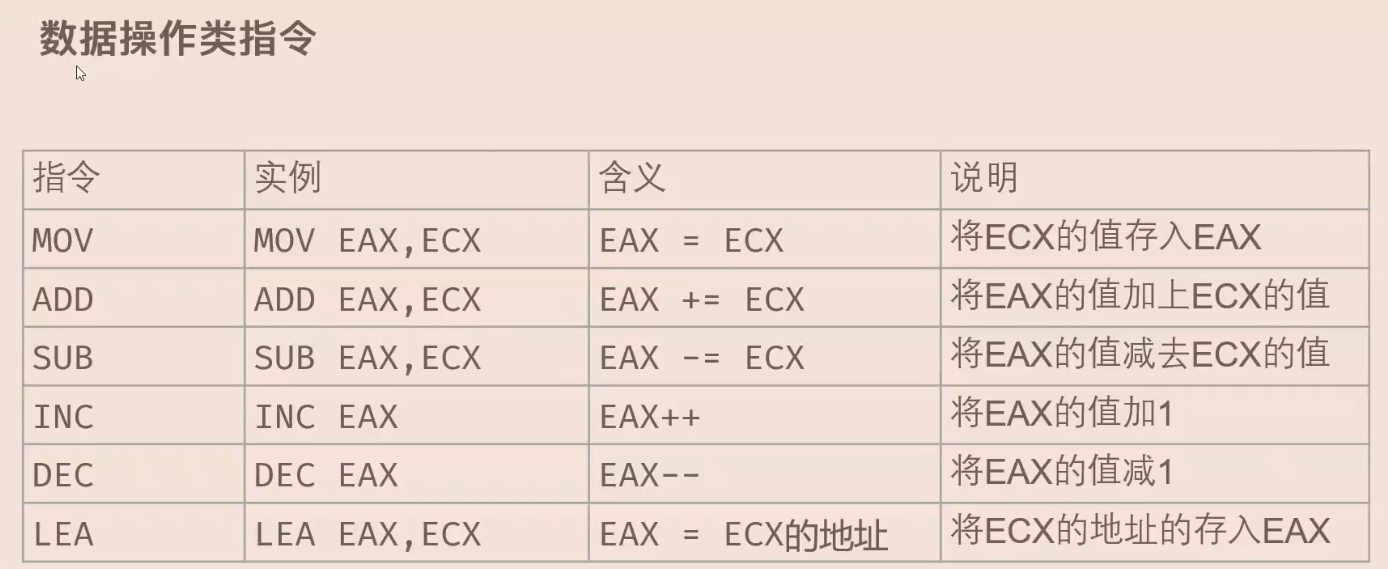 数据操作类指令
指令 实例 含义 说明
MOV MOV EAX,ECX EAX = ECX 将ECX的值存入EAX
ADD ADD EAX,ECX EAX += ECX 将EAX的值加上ECX的值
SUB SUB EAX,ECX EAX -= ECX 将EAX的值减去ECX的值
INC INC EAX EAX++ 将EAX的值加1
DEC DEC EAX EAX-- 将EAX的值减1
LEA LEA EAX,ECX EAX = ECX的地址 将ECX的地址的存入EAX